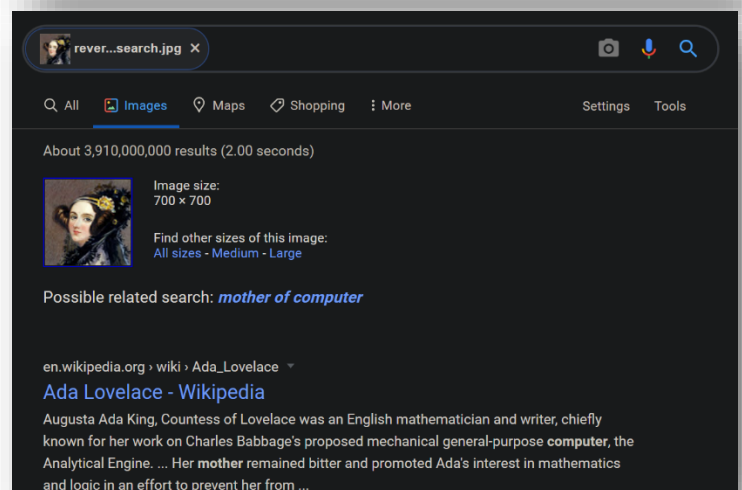 rever...search.jpg ×
All Images Maps Shopping More Settings Tools
About 3,910,000,000 results (2.00 seconds)
Image size:
700 × 700
Find other sizes of this image:
All sizes - Medium - Large
Possible related search: mother of computer
en.wikipedia.org › wiki › Ada_Lovelace
Ada Lovelace - Wikipedia
Augusta Ada King, Countess of Lovelace was an English mathematician and writer, chiefly
known for her work on Charles Babbage's proposed mechanical general-purpose computer, the
Analytical Engine. ... Her mother remained bitter and promoted Ada's interest in mathematics
and logic in an effort to prevent her from ...